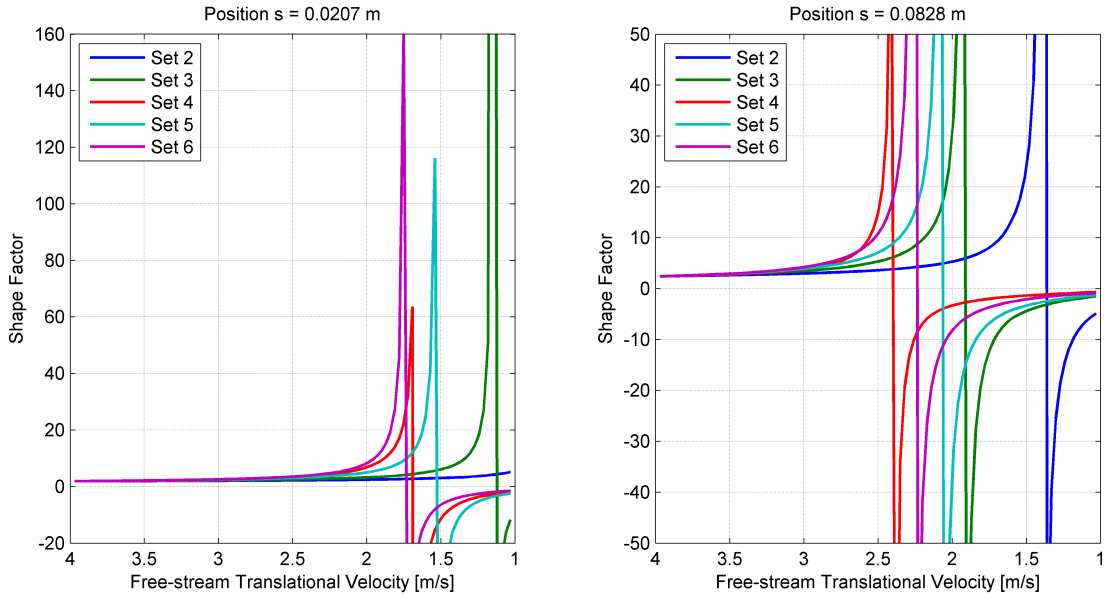 Position s = 0.0207 m
160
140
120
100
80
60
40
20
0
-20
Shape Factor
Set 2
Set 3
Set 4
Set 5
Set 6
4
3.5
3
2.5
2
1.5
1
Free-stream Translational Velocity [m/s]
Position s = 0.0828 m
50
40
30
20
10
0
-10
-20
-30
-40
-50
Shape Factor
Set 2
Set 3
Set 4
Set 5
Set 6
4
3.5
3
2.5
2
1.5
1
Free-stream Translational Velocity [m/s]